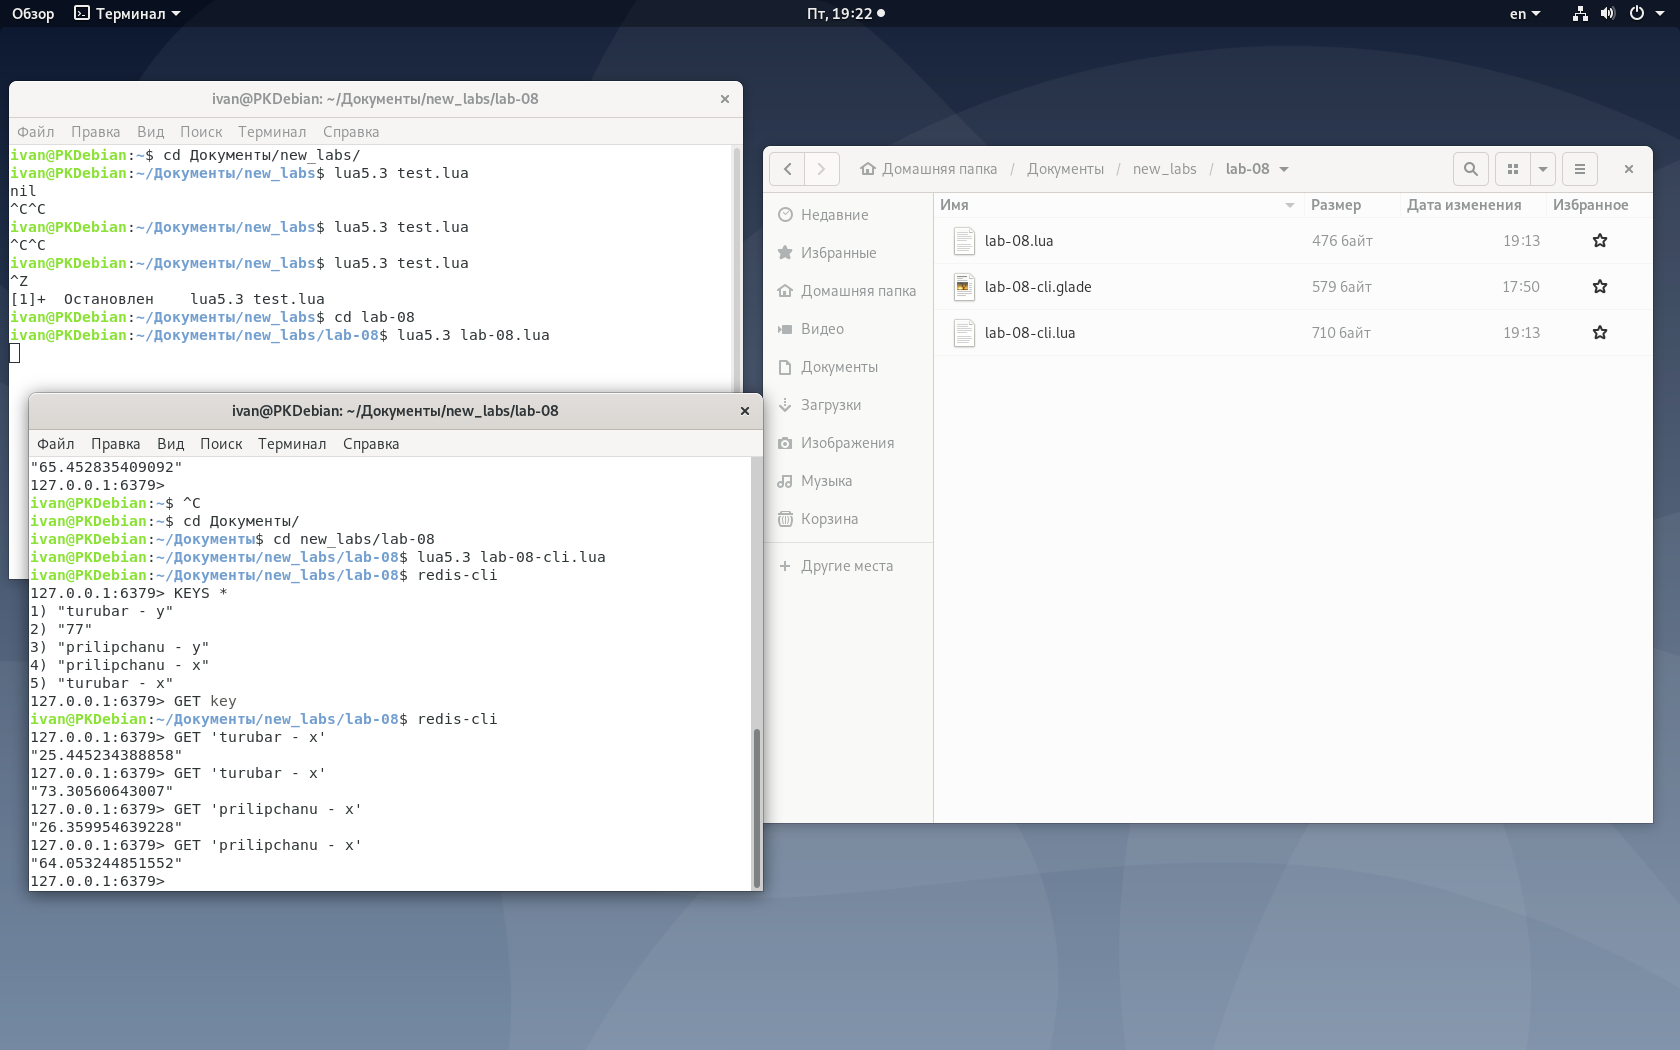 Обзор Терминал Пт, 19:22 en
ivan@PKDebian: ~/Документы/new_labs/lab-08
Файл Правка Вид Поиск Терминал Справка
ivan@PKDebian:~$ cd Документы/new_labs/
ivan@PKDebian:~/Документы/new_labs$ lua5.3 test.lua
nil
^C^C
ivan@PKDebian:~/Документы/new_labs$ lua5.3 test.lua
^C^C
ivan@PKDebian:~/Документы/new_labs$ lua5.3 test.lua
^Z
[1]+  Остановлен    lua5.3 test.lua
ivan@PKDebian:~/Документы/new_labs$ cd lab-08
ivan@PKDebian:~/Документы/new_labs/lab-08$ lua5.3 lab-08.lua
ivan@PKDebian: ~/Документы/new_labs/lab-08
Файл Правка Вид Поиск Терминал Справка
"65.452835409092"
127.0.0.1:6379>
ivan@PKDebian:~$ ^C
ivan@PKDebian:~$ cd Документы/
ivan@PKDebian:~/Документы$ cd new_labs/lab-08
ivan@PKDebian:~/Документы/new_labs/lab-08$ lua5.3 lab-08-cli.lua
ivan@PKDebian:~/Документы/new_labs/lab-08$ redis-cli
127.0.0.1:6379> KEYS *
1) "turubar - y"
2) "77"
3) "prilipchanu - y"
4) "prilipchanu - x"
5) "turubar - x"
127.0.0.1:6379> GET key
ivan@PKDebian:~/Документы/new_labs/lab-08$ redis-cli
127.0.0.1:6379> GET 'turubar - x'
"25.445234388858"
127.0.0.1:6379> GET 'turubar - x'
"73.30560643007"
127.0.0.1:6379> GET 'prilipchanu - x'
"26.359954639228"
127.0.0.1:6379> GET 'prilipchanu - x'
"64.053244851552"
127.0.0.1:6379>
Домашняя папка / Документы / new_labs / lab-08
Недавние
Избранные
Домашняя папка
Видео
Документы
Загрузки
Изображения
Музыка
Корзина
Другие места
Имя Размер Дата изменения Избранное
lab-08.lua 476 байт 19:13
lab-08-cli.glade 579 байт 17:50
lab-08-cli.lua 710 байт 19:13